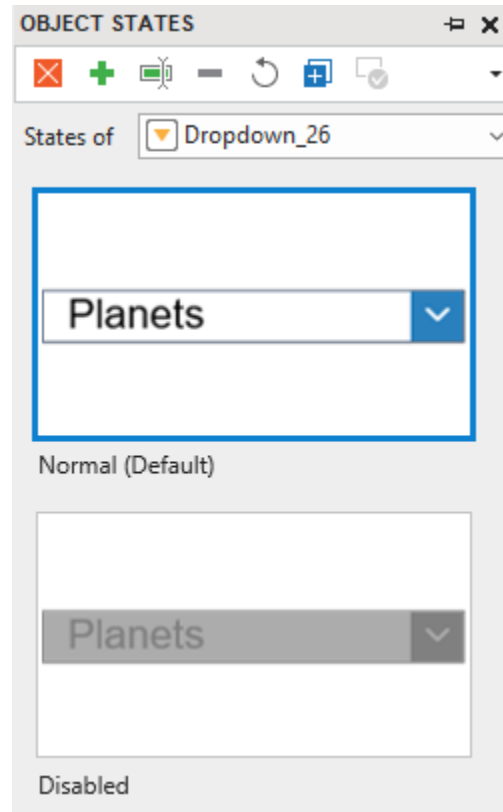 OBJECT STATES
States of Dropdown_26
Planets
Normal (Default)
Planets
Disabled